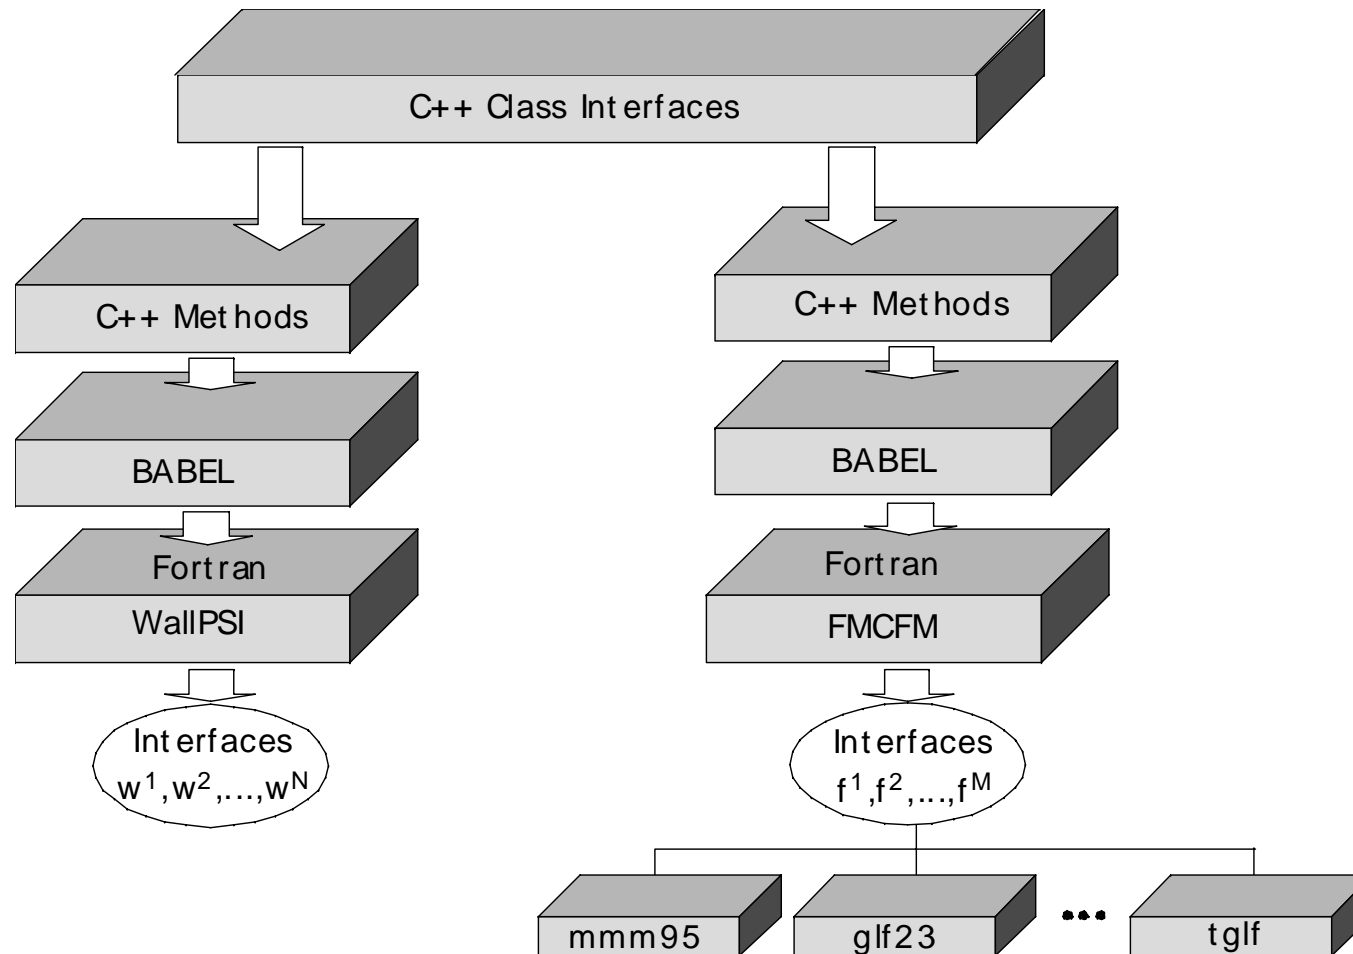 C++ Class Interfaces
C++ Methods
C++ Methods
BABEL
BABEL
Fortran
WallPSI
Fortran
FMCFM
Interfaces
w¹,w²,...,wᴺ
Interfaces
f¹,f²,...,fᴹ
mmm95
glf23
...
tglf